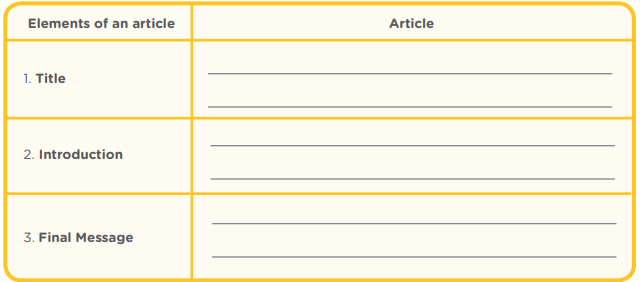 Elements of an article
Article
1. Title
2. Introduction
3. Final Message